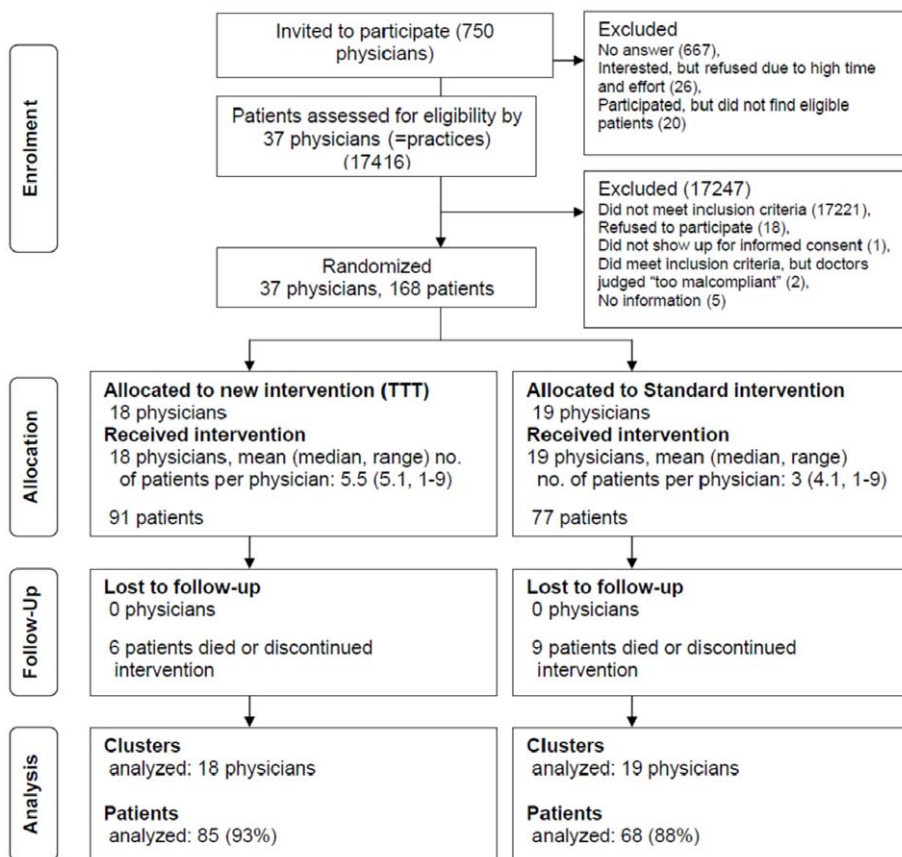 Enrolment
Invited to participate (750
physicians)
Excluded
No answer (667),
Interested, but refused due to high time
and effort (26),
Participated, but did not find eligible
patients (20)
Patients assessed for eligibility by
37 physicians (=practices)
(17416)
Excluded (17247)
Did not meet inclusion criteria (17221),
Refused to participate (18),
Did not show up for informed consent (1),
Did meet inclusion criteria, but doctors
judged “too malcompliant” (2),
No information (5)
Randomized
37 physicians, 168 patients
Allocation
Allocated to new intervention (TTT)
18 physicians
Received intervention
18 physicians, mean (median, range) no.
of patients per physician: 5.5 (5.1, 1-9)
91 patients
Allocated to Standard intervention
19 physicians
Received intervention
19 physicians, mean (median, range)
no. of patients per physician: 3 (4.1, 1-9)
77 patients
Follow-Up
Lost to follow-up
0 physicians
6 patients died or discontinued
intervention
Lost to follow-up
0 physicians
9 patients died or discontinued
intervention
Analysis
Clusters
analyzed: 18 physicians
Patients
analyzed: 85 (93%)
Clusters
analyzed: 19 physicians
Patients
analyzed: 68 (88%)